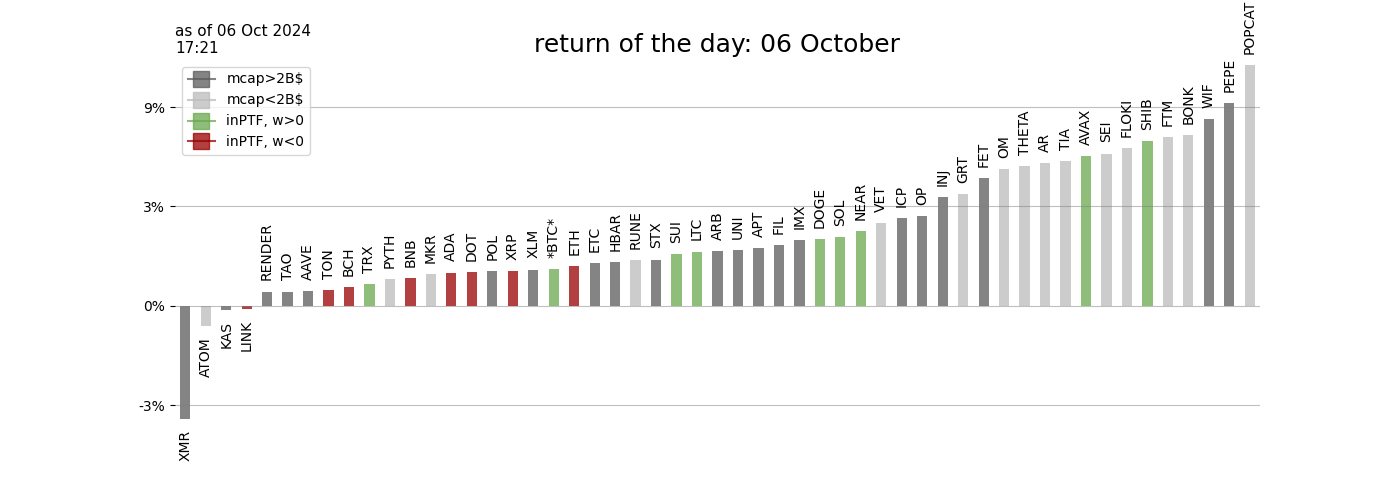 as of 06 Oct 2024
17:21
return of the day: 06 October
mcap>2B$
mcap<2B$
inPTF, w>0
inPTF, w<0
9%
3%
0%
-3%
XMR
ATOM
KAS
LINK
RENDER
TAO
AAVE
TON
BCH
TRX
PYTH
BNB
MKR
ADA
DOT
POL
XRP
XLM
*BTC*
ETH
ETC
HBAR
RUNE
STX
SUI
LTC
ARB
UNI
APT
FIL
IMX
DOGE
SOL
NEAR
VET
ICP
OP
INJ
GRT
FET
OM
THETA
AR
TIA
AVAX
SEI
FLOKI
SHIB
FTM
BONK
WIF
PEPE
POPCAT